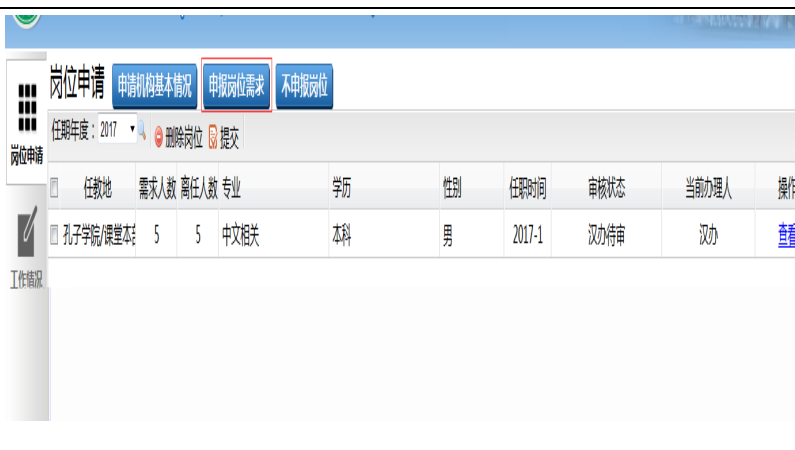 岗位申请 申请机构基本情况 申报岗位需求 不申报岗位
任期年度： 2017 删除岗位 提交
岗位申请
任教地 需求人数 离任人数 专业 学历 性别 任职时间 审核状态 当前办理人 操作
孔子学院/课堂本 5 5 中文相关 本科 男 2017-1 汉办待审 汉办 查看
工作情况